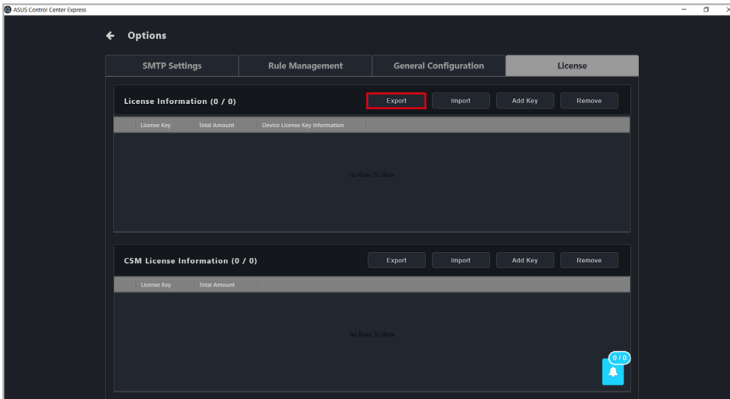 ASUS Control Center Express
Options
SMTP Settings Rule Management General Configuration License
License Information (0 / 0) Export Import Add Key Remove
License Key Total Amount Device License Key Information
No Rows To Show
CSM License Information (0 / 0) Export Import Add Key Remove
License Key Total Amount
No Rows To Show
0 / 0